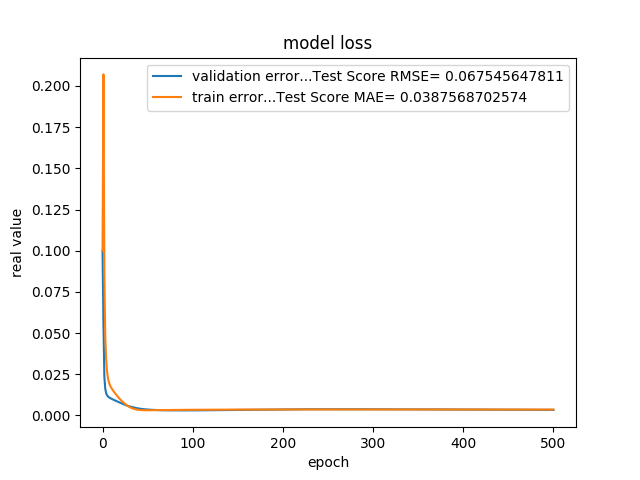 model loss
validation error...Test Score RMSE= 0.067545647811
train error...Test Score MAE= 0.0387568702574
real value
0.200
0.175
0.150
0.125
0.100
0.075
0.050
0.025
0.000
0 100 200 300 400 500
epoch